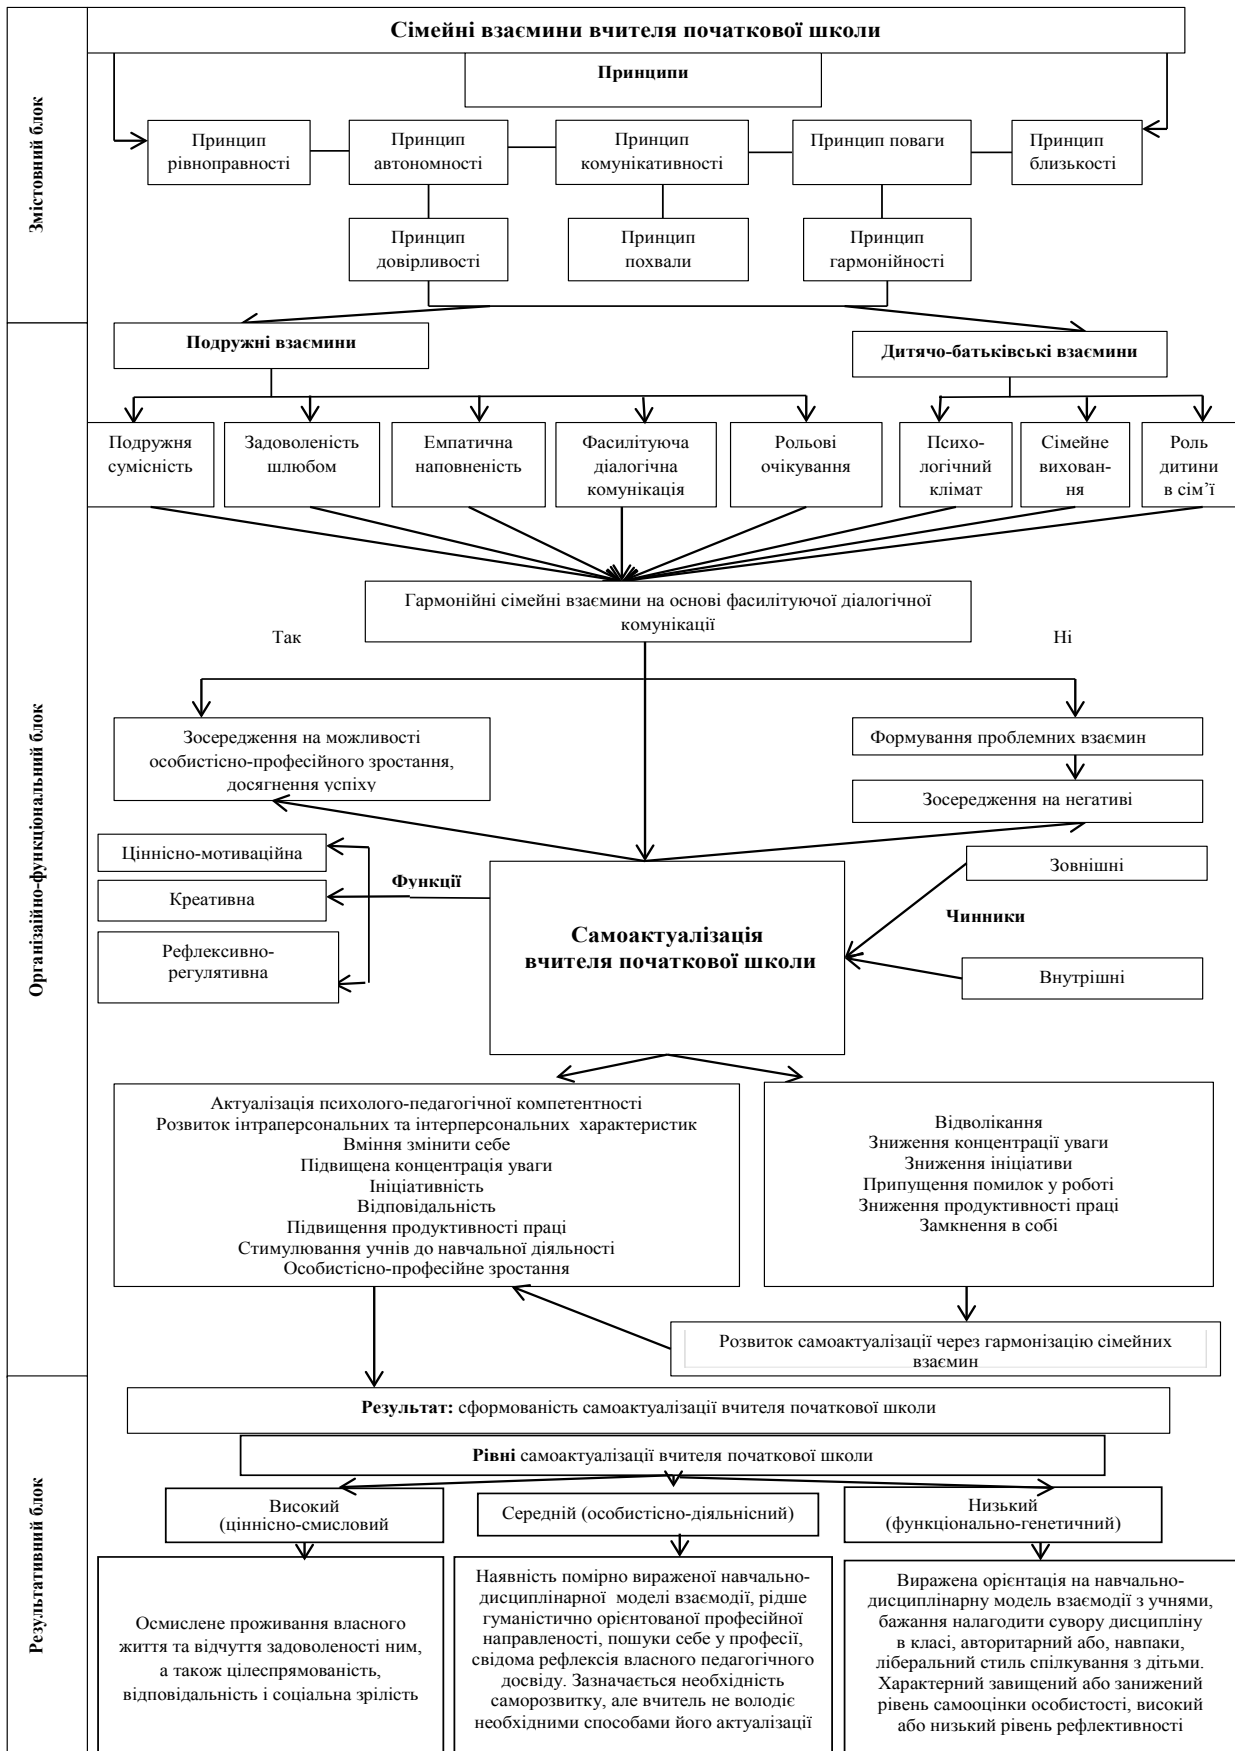 Сімейні взаємини вчителя початкової школи
Принципи
Змістовний блок
Принцип
рівноправності
Принцип
автономності
Принцип
комунікативності
Принцип поваги
Принцип
близькості
Принцип
довірливості
Принцип
похвали
Принцип
гармонійності
Організаійно-функціональний блок
Подружні взаємини
Дитячо-батьківські взаємини
Подружня
сумісність
Задоволеність
шлюбом
Емпатична
наповненість
Фасилітуюча
діалогічна
комунікація
Рольові
очікування
Психо-
логічний
клімат
Сімейне
вихован-
ня
Роль
дитини
в сім’ї
Гармонійні сімейні взаємини на основі фасилітуючої діалогічної
комунікації
Так
Ні
Зосередження на можливості
особистісно-професійного зростання,
досягнення успіху
Формування проблемних взаємин
Зосередження на негативі
Ціннісно-мотиваційна
Креативна
Рефлексивно-
регулятивна
Функції
Самоактуалізація
вчителя початкової школи
Зовнішні
Чинники
Внутрішні
Актуалізація психолого-педагогічної компетентності
Розвиток інтраперсональних та інтерперсональних  характеристик
Вміння змінити себе
Підвищена концентрація уваги
Ініціативність
Відповідальність
Підвищення продуктивності праці
Стимулювання учнів до навчальної діяльності
Особистісно-професійне зростання
Відволікання
Зниження концентрації уваги
Зниження ініціативи
Припущення помилок у роботі
Зниження продуктивності праці
Замкнення в собі
Розвиток самоактуалізації через гармонізацію сімейних
взаємин
Результативний блок
Результат: сформованість самоактуалізації вчителя початкової школи
Рівні самоактуалізації вчителя початкової школи
Високий
(ціннісно-смисловий
Середній (особистісно-діяльнісний)
Низький
(функціонально-генетичний)
Осмислене проживання власного
життя та відчуття задоволеності ним,
а також цілеспрямованість,
відповідальність і соціальна зрілість
Наявність помірно вираженої навчально-
дисциплінарної  моделі взаємодії, рідше
гуманістично орієнтованої професійної
направленості, пошуки себе у професії,
свідома рефлексія власного педагогічного
досвіду. Зазначається необхідність
саморозвитку, але вчитель не володіє
необхідними способами його актуалізації
Виражена орієнтація на навчально-
дисциплінарну модель взаємодії з учнями,
бажання налагодити сувору дисципліну
в класі, авторитарний або, навпаки,
ліберальний стиль спілкування з дітьми.
Характерний завищений або занижений
рівень самооцінки особистості, високий
або низький рівень рефлективності